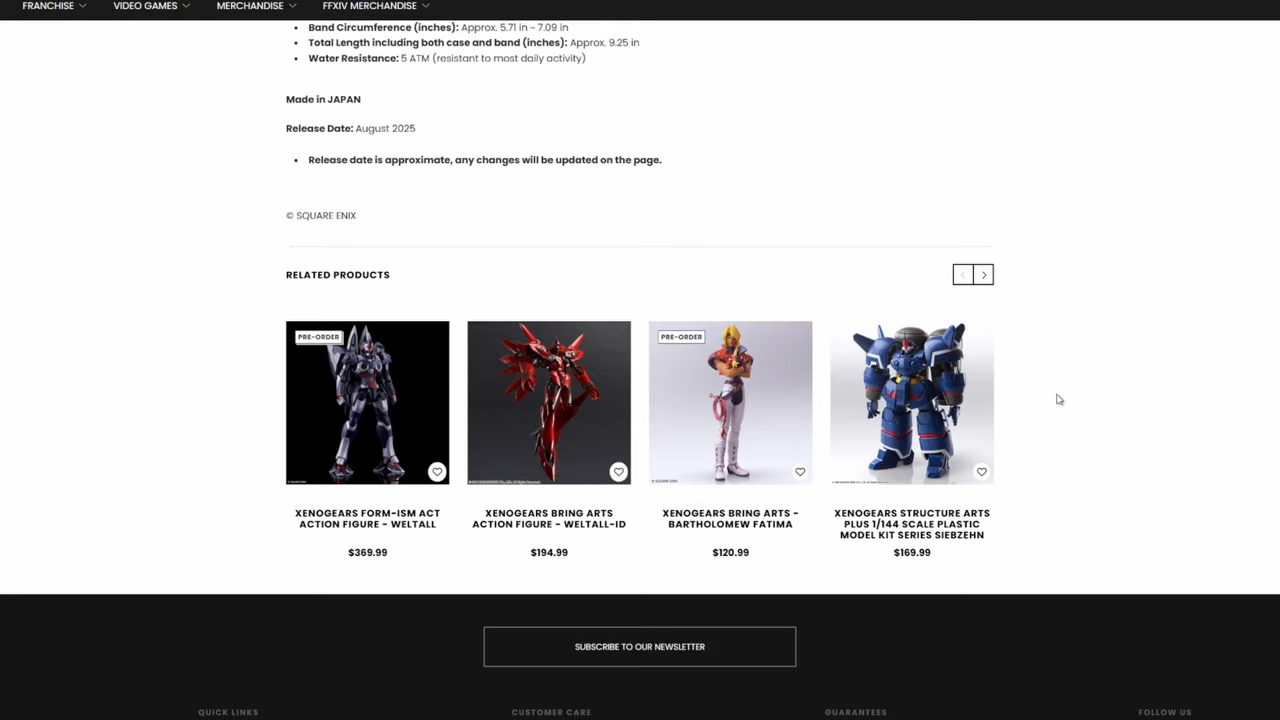 FRANCHISE VIDEO GAMES MERCHANDISE FFXIV MERCHANDISE
Band Circumference (inches): Approx. 5.71 in - 7.09 in
Total Length including both case and band (inches): Approx. 9.25 in
Water Resistance: 5 ATM (resistant to most daily activity)
Made in JAPAN
Release Date: August 2025
Release date is approximate, any changes will be updated on the page.
© SQUARE ENIX
RELATED PRODUCTS
PRE-ORDER
PRE-ORDER
© SQUARE ENIX
XENOGEARS FORM-ISM ACT
ACTION FIGURE - WELTALL
$369.99
XENOGEARS BRING ARTS
ACTION FIGURE - WELTALL-ID
$194.99
XENOGEARS BRING ARTS -
BARTHOLOMEW FATIMA
$120.99
XENOGEARS STRUCTURE ARTS
PLUS 1/144 SCALE PLASTIC
MODEL KIT SERIES SIEBZEHN
$169.99
SUBSCRIBE TO OUR NEWSLETTER
QUICK LINKS CUSTOMER CARE GUARANTEES FOLLOW US